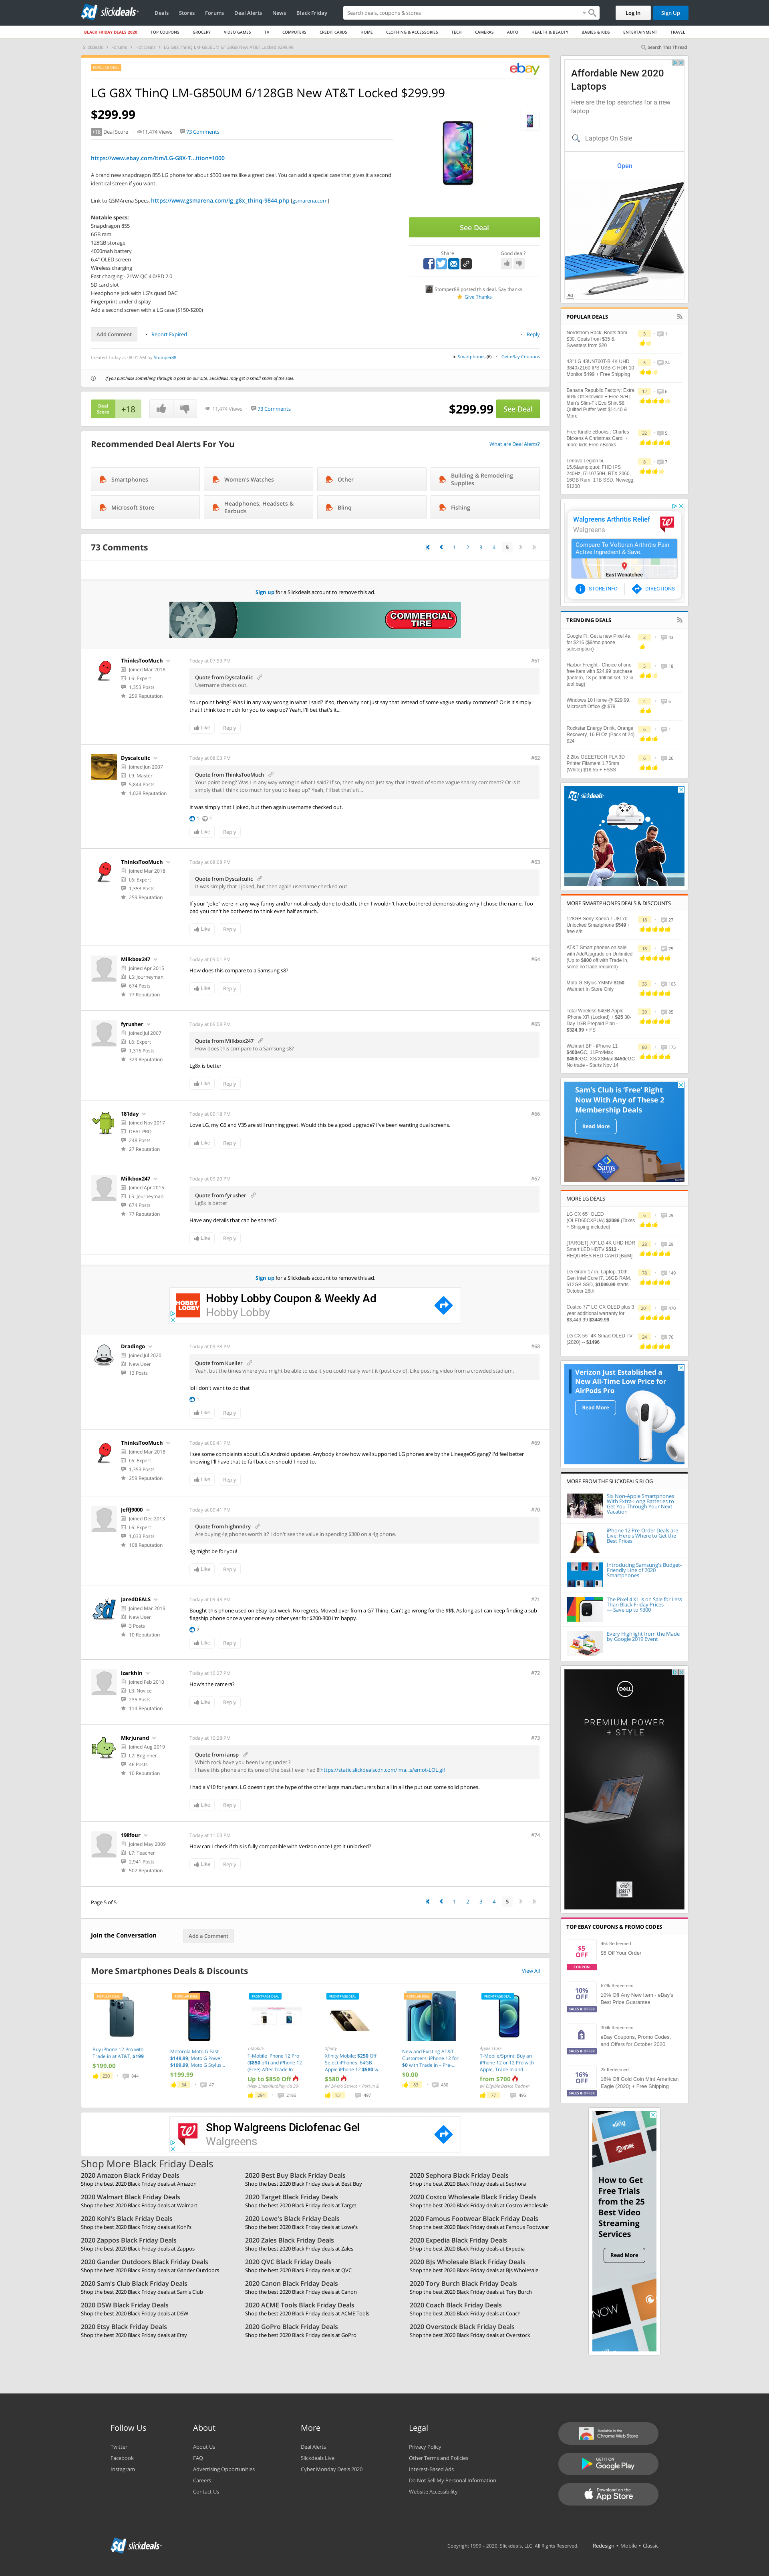 slickdeals
Deals Stores Forums Deal Alerts News Black Friday
Search deals, coupons & stores
Log In
Sign Up
BLACK FRIDAY DEALS 2020 TOP COUPONS GROCERY VIDEO GAMES TV COMPUTERS CREDIT CARDS HOME CLOTHING & ACCESSORIES TECH CAMERAS AUTO HEALTH & BEAUTY BABIES & KIDS ENTERTAINMENT TRAVEL
Slickdeals > Forums > Hot Deals > LG G8X ThinQ LM-G850UM 6/128GB New AT&T Locked $299.99
Search This Thread
ebay
LG G8X ThinQ LM-G850UM 6/128GB New AT&T Locked $299.99
$299.99
+18 Deal Score 11,474 Views 73 Comments
https://www.ebay.com/itm/LG-G8X-T...ition=1000
A brand new snapdragon 855 LG phone for about $300 seems like a great deal. You can add a special case that gives it a second
identical screen if you want.
Link to GSMArena Specs: https://www.gsmarena.com/lg_g8x_thinq-9844.php [gsmarena.com]
Notable specs:
Snapdragon 855
6GB ram
128GB storage
4000mah battery
6.4" OLED screen
Wireless charging
Fast charging - 21W/ QC 4.0/PD 2.0
SD card slot
Headphone jack with LG's quad DAC
Fingerprint under display
Add a second screen with a LG case ($150-$200)
See Deal
Share
Good deal?
Stomper88 posted this deal. Say thanks!
Give Thanks
Add Comment
Report Expired
Reply
Created Today at 08:01 AM by Stomper88
in Smartphones (6) Get eBay Coupons
If you purchase something through a post on our site, Slickdeals may get a small share of the sale.
Deal Score +18
11,474 Views 73 Comments
$299.99 See Deal
Recommended Deal Alerts For You
What are Deal Alerts?
Smartphones
Women's Watches
Other
Building & Remodeling Supplies
Microsoft Store
Headphones, Headsets & Earbuds
Blinq
Fishing
73 Comments
1 2 3 4 5
Sign up for a Slickdeals account to remove this ad.
COMMERCIAL TIRE
ThinksTooMuch
Joined Mar 2018
L6: Expert
1,353 Posts
259 Reputation
Today at 07:59 PM
#61
Quote from Dyscalculic
Username checks out.
Your point being? Was I in any way wrong in what I said? If so, then why not just say that instead of some vague snarky comment? Or is it simply
that I think too much for you to keep up? Yeah, I'll bet that's it...
Like Reply
Dyscalculic
Joined Jun 2007
L9: Master
5,844 Posts
1,028 Reputation
Today at 08:03 PM
#62
Quote from ThinksTooMuch
Your point being? Was I in any way wrong in what I said? If so, then why not just say that instead of some vague snarky comment? Or is it
simply that I think too much for you to keep up? Yeah, I'll bet that's it...
It was simply that I joked, but then again username checked out.
1 1
Like Reply
ThinksTooMuch
Joined Mar 2018
L6: Expert
1,353 Posts
259 Reputation
Today at 08:08 PM
#63
Quote from Dyscalculic
It was simply that I joked, but then again username checked out.
If your "joke" were in any way funny and/or not already done to death, then I wouldn't have bothered demonstrating why I chose the name. Too
bad you can't be bothered to think even half as much.
Like Reply
Milkbox247
Joined Apr 2015
L5: Journeyman
674 Posts
77 Reputation
Today at 09:01 PM
#64
How does this compare to a Samsung s8?
Like Reply
fyrusher
Joined Jul 2007
L6: Expert
1,316 Posts
329 Reputation
Today at 09:08 PM
#65
Quote from Milkbox247
How does this compare to a Samsung s8?
Lg8x is better
Like Reply
181day
Joined Nov 2017
DEAL PRO
248 Posts
27 Reputation
Today at 09:18 PM
#66
Love LG, my G6 and V35 are still running great. Would this be a good upgrade? I've been wanting dual screens.
Like Reply
Milkbox247
Joined Apr 2015
L5: Journeyman
674 Posts
77 Reputation
Today at 09:20 PM
#67
Quote from fyrusher
Lg8x is better
Have any details that can be shared?
Like Reply
Sign up for a Slickdeals account to remove this ad.
HOBBY LOBBY
Hobby Lobby Coupon & Weekly Ad
Hobby Lobby
Dradingo
Joined Jul 2020
New User
13 Posts
Today at 09:38 PM
#68
Quote from Kueller
Yeah, but the times where you might be able to use it you could really want it (post covid). Like posting video from a crowded stadium.
lol I don't want to do that
1
Like Reply
ThinksTooMuch
Joined Mar 2018
L6: Expert
1,353 Posts
259 Reputation
Today at 09:41 PM
#69
I see some complaints about LG's Android updates. Anybody know how well supported LG phones are by the LineageOS gang? I'd feel better
knowing I'll have that to fall back on should I need to.
Like Reply
JeffJ9000
Joined Dec 2013
L6: Expert
1,033 Posts
108 Reputation
Today at 09:41 PM
#70
Quote from highnndry
Are buying 4g phones worth it? I don't see the value in spending $300 on a 4g phone.
3g might be for you!
Like Reply
JaredDEALS
Joined Mar 2019
New User
3 Posts
10 Reputation
Today at 09:43 PM
#71
Bought this phone used on eBay last week. No regrets. Moved over from a G7 Thinq. Can't go wrong for the $$$. As long as I can keep finding a sub-
flagship phone once a year or every other year for $200-300 I'm happy.
2
Like Reply
izarkhin
Joined Feb 2010
L3: Novice
235 Posts
114 Reputation
Today at 10:27 PM
#72
How's the camera?
Like Reply
Mkrjurand
Joined Aug 2019
L2: Beginner
46 Posts
10 Reputation
Today at 10:28 PM
#73
Quote from iarop
Which rock have you been living under ?
I have this phone and its one of the best I ever had !!!https://static.slickdealscdn.com/ima...s/emot-LOL.gif
I had a V10 for years. LG doesn't get the hype of the other large manufacturers but all in all the put out some solid phones.
Like Reply
198four
Joined May 2009
L7: Teacher
2,941 Posts
502 Reputation
Today at 11:03 PM
#74
How can I check if this is fully compatible with Verizon once I get it unlocked?
Like Reply
Page 5 of 5
1 2 3 4 5
Join the Conversation
Add a Comment
More Smartphones Deals & Discounts
View All
Buy iPhone 12 Pro with Trade in at AT&T, $199
$199.00
230 844
Motorola Moto G Fast $149.99, Moto G Power $199.99, Moto G Stylus...
$199.99
34 47
T-Mobile
T-Mobile iPhone 12 Pro ($850 off) and iPhone 12 (Free) After Trade In
Up to $850 Off
294 2186
Xfinity
Xfinity Mobile: $250 Off Select iPhones: 64GB Apple iPhone 12 $580 w...
$580
151 497
New and Existing AT&T Customers: iPhone 12 for $0 with Trade In -- Pre-...
$0.00
83 430
Apple Store
T-Mobile/Sprint: Buy an iPhone 12 or 12 Pro with Apple, Trade In and...
from $700
77 496
Shop Walgreens Diclofenac Gel
Walgreens
Shop More Black Friday Deals
2020 Amazon Black Friday Deals
Shop the best 2020 Black Friday deals at Amazon
2020 Best Buy Black Friday Deals
Shop the best 2020 Black Friday deals at Best Buy
2020 Sephora Black Friday Deals
Shop the best 2020 Black Friday deals at Sephora
2020 Walmart Black Friday Deals
Shop the best 2020 Black Friday deals at Walmart
2020 Target Black Friday Deals
Shop the best 2020 Black Friday deals at Target
2020 Costco Wholesale Black Friday Deals
Shop the best 2020 Black Friday deals at Costco Wholesale
2020 Kohl's Black Friday Deals
Shop the best 2020 Black Friday deals at Kohl's
2020 Lowe's Black Friday Deals
Shop the best 2020 Black Friday deals at Lowe's
2020 Famous Footwear Black Friday Deals
Shop the best 2020 Black Friday deals at Famous Footwear
2020 Zappos Black Friday Deals
Shop the best 2020 Black Friday deals at Zappos
2020 Zales Black Friday Deals
Shop the best 2020 Black Friday deals at Zales
2020 Expedia Black Friday Deals
Shop the best 2020 Black Friday deals at Expedia
2020 Gander Outdoors Black Friday Deals
Shop the best 2020 Black Friday deals at Gander Outdoors
2020 QVC Black Friday Deals
Shop the best 2020 Black Friday deals at QVC
2020 BJs Wholesale Black Friday Deals
Shop the best 2020 Black Friday deals at BJs Wholesale
2020 Sam's Club Black Friday Deals
Shop the best 2020 Black Friday deals at Sam's Club
2020 Canon Black Friday Deals
Shop the best 2020 Black Friday deals at Canon
2020 Tory Burch Black Friday Deals
Shop the best 2020 Black Friday deals at Tory Burch
2020 DSW Black Friday Deals
Shop the best 2020 Black Friday deals at DSW
2020 ACME Tools Black Friday Deals
Shop the best 2020 Black Friday deals at ACME Tools
2020 Coach Black Friday Deals
Shop the best 2020 Black Friday deals at Coach
2020 Etsy Black Friday Deals
Shop the best 2020 Black Friday deals at Etsy
2020 GoPro Black Friday Deals
Shop the best 2020 Black Friday deals at GoPro
2020 Overstock Black Friday Deals
Shop the best 2020 Black Friday deals at Overstock
Affordable New 2020
Laptops
Here are the top searches for a new
laptop
Laptops On Sale
Open
Ad
POPULAR DEALS
Nordstrom Rack: Boots from $30, Coats from $35 & Sweaters from $20
43" LG 43UN700T-B 4K UHD 3840x2160 IPS USB-C HDR 10 Monitor $499 + Free Shipping
Banana Republic Factory: Extra 60% Off Sitewide + Free S/H | Men's Slim-Fit Eco Shirt $8, Quilted Puffer Vest $14.40 & More
Free Kindle eBooks : Charles Dickens A Christmas Carol + more kids Free eBooks
Lenovo Legion 5i, 15.6&amp;quot; FHD IPS 240Hz, i7-10750H, RTX 2060, 16GB Ram, 1TB SSD, Newegg, $1200
Walgreens Arthritis Relief
Walgreens
Compare To Voltaren Arthritis Pain
Active Ingredient & Save.
East Wenatchee
STORE INFO DIRECTIONS
TRENDING DEALS
Google Fi: Get a new Pixel 4a for $216 ($9/mo phone subscription)
Harbor Freight - Choice of one free item with $24.99 purchase (lantern, 13 pc drill bit set, 12 in tool bag)
Windows 10 Home @ $29.99, Microsoft Office @ $79
Rockstar Energy Drink, Orange Recovery, 16 Fl Oz (Pack of 24) $24
2.2lbs GEEETECH PLA 3D Printer Filament 1.75mm (White) $16.55 + FSSS
slickdeals
MORE SMARTPHONES DEALS & DISCOUNTS
128GB Sony Xperia 1 J8170 Unlocked Smartphone $548 + free s/h
AT&T Smart phones on sale with Add/Upgrade on Unlimited (Up to $800 off with Trade In, some no trade required)
Moto G Stylus YMMV $150 Walmart In Store Only
Total Wireless 64GB Apple iPhone XR (Locked) + $25 30-Day 1GB Prepaid Plan - $324.99 + FS
Walmart BF - iPhone 11 $400eGC, 11Pro/Max $450eGC, XS/XSMax $450eGC No trade - Starts Nov 14
Sam's Club is 'Free' Right
Now With Any of These 2
Membership Deals
Read More
MORE LG DEALS
LG CX 65" OLED (OLED65CXPUA) $2099 (Taxes + Shipping included)
[TARGET] 70" LG 4K UHD HDR Smart LED HDTV $513 - REQUIRES RED CARD [B&M]
LG Gram 17 in. Laptop, 10th Gen Intel Core i7, 16GB RAM, 512GB SSD, $1099.99 starts October 28th
Costco 77" LG CX OLED plus 3 year additional warranty for $3,449.99 $3449.99
LG CX 55" 4K Smart OLED TV (2020) -- $1496
Verizon Just Established a
New All-Time Low Price for
AirPods Pro
Read More
MORE FROM THE SLICKDEALS BLOG
Six Non-Apple Smartphones With Extra-Long Batteries to Get You Through Your Next Vacation
iPhone 12 Pre-Order Deals are Live: Here's Where to Get the Best Prices
Introducing Samsung's Budget-Friendly Line of 2020 Smartphones
The Pixel 4 XL is on Sale for Less Than Black Friday Prices — Save up to $300
Every Highlight from the Made by Google 2019 Event
DELL
PREMIUM POWER
+ STYLE
TOP EBAY COUPONS & PROMO CODES
$5 OFF
COUPON
46k Redeemed
$5 Off Your Order
10% OFF
SALES & OFFER
673k Redeemed
10% Off Any New Item - eBay's Best Price Guarantee
SALES & OFFER
304k Redeemed
eBay Coupons, Promo Codes, and Offers for October 2020
16% OFF
SALES & OFFER
2k Redeemed
16% Off Gold Coin Mint American Eagle (2020) + Free Shipping
sling
SHOWTIME
How to Get
Free Trials
from the 25
Best Video
Streaming
Services
Read More
NOW
Follow Us
Twitter
Facebook
Instagram
About
About Us
FAQ
Advertising Opportunities
Careers
Contact Us
More
Deal Alerts
Slickdeals Live
Cyber Monday Deals 2020
Legal
Privacy Policy
Other Terms and Policies
Interest-Based Ads
Do Not Sell My Personal Information
Website Accessibility
Available in the
Chrome Web Store
GET IT ON
Google Play
Download on the
App Store
slickdeals
Copyright 1999 – 2020. Slickdeals, LLC. All Rights Reserved. Redesign • Mobile • Classic